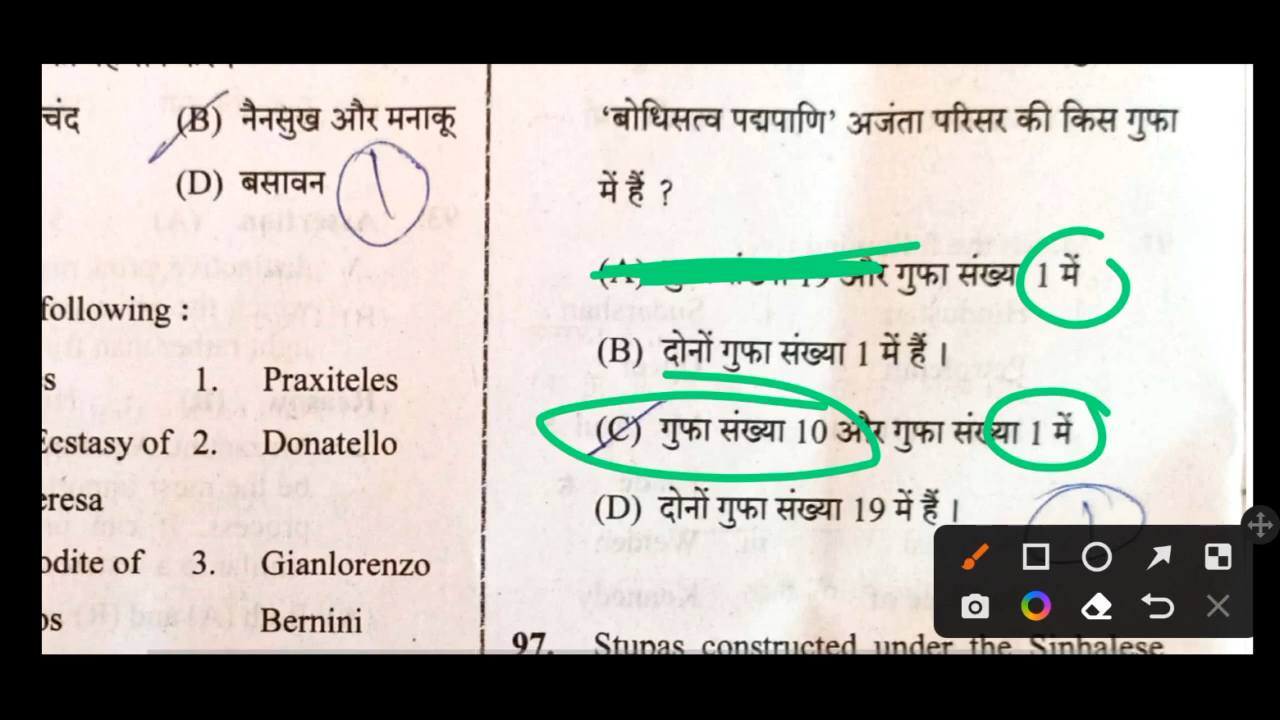 चंद (B) नैनसुख और मनाकू
(D) बसावन
following :
s 1. Praxiteles
Ecstasy of 2. Donatello
eresa
odite of 3. Gianlorenzo
os Bernini
'बोधिसत्व पद्मपाणि' अजंता परिसर की किस गुफा
में हैं ?
(A) 19 और गुफा संख्या 1 में
(B) दोनों गुफा संख्या 1 में हैं ।
(C) गुफा संख्या 10 और गुफा संख्या 1 में
(D) दोनों गुफा संख्या 19 में हैं ।
97. Stupas constructed under the Sinhalese